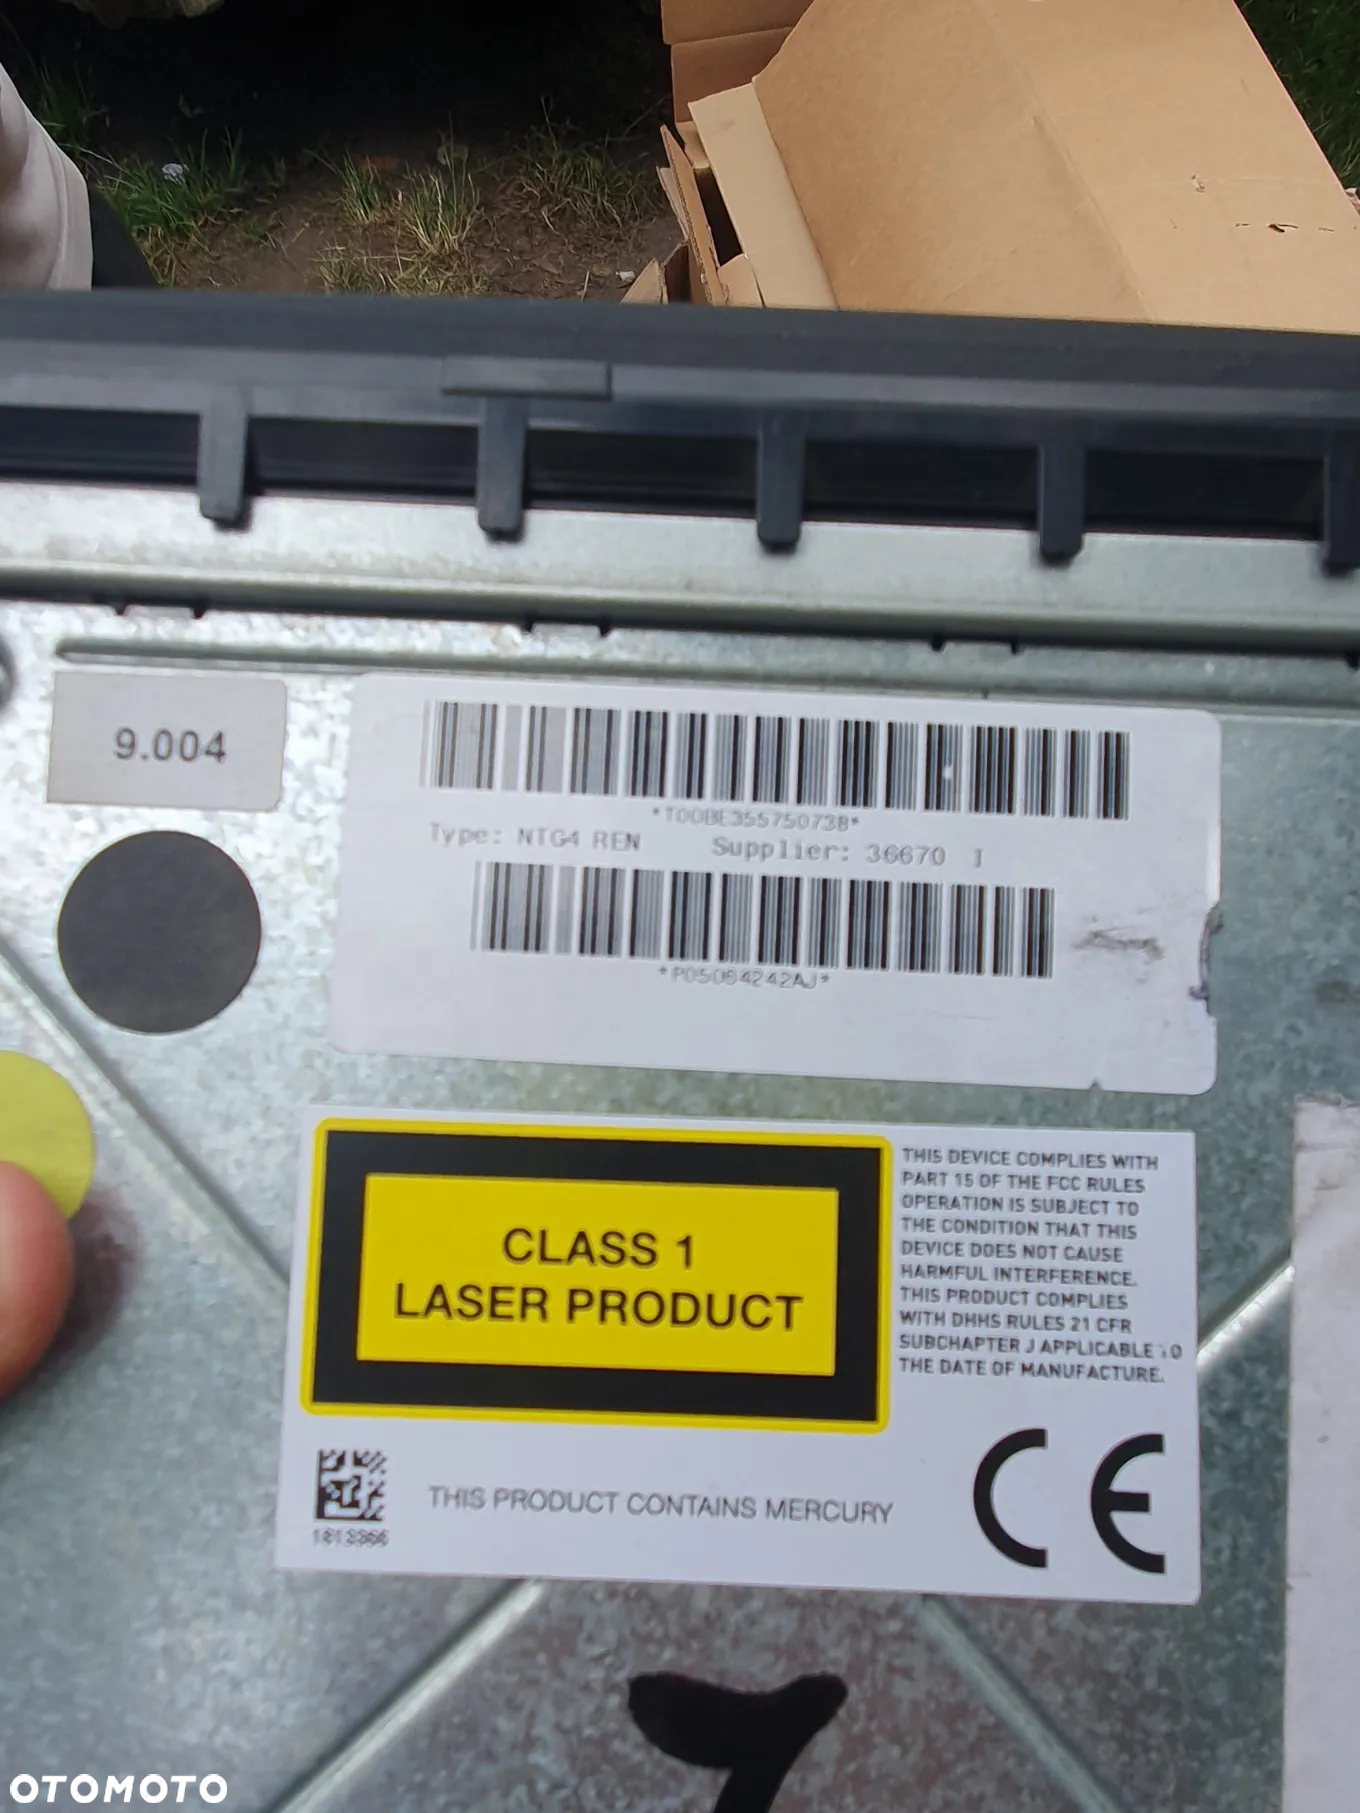 9.004
*T00BE355750738*
Type: NTG4 REN Supplier: 36670 I
*P05064242AJ*
CLASS 1
LASER PRODUCT
THIS DEVICE COMPLIES WITH
PART 15 OF THE FCC RULES
OPERATION IS SUBJECT TO
THE CONDITION THAT THIS
DEVICE DOES NOT CAUSE
HARMFUL INTERFERENCE.
THIS PRODUCT COMPLIES
WITH DHHS RULES 21 CFR
SUBCHAPTER J APPLICABLE TO
THE DATE OF MANUFACTURE.
1813366
THIS PRODUCT CONTAINS MERCURY
CE
OTOMOTO